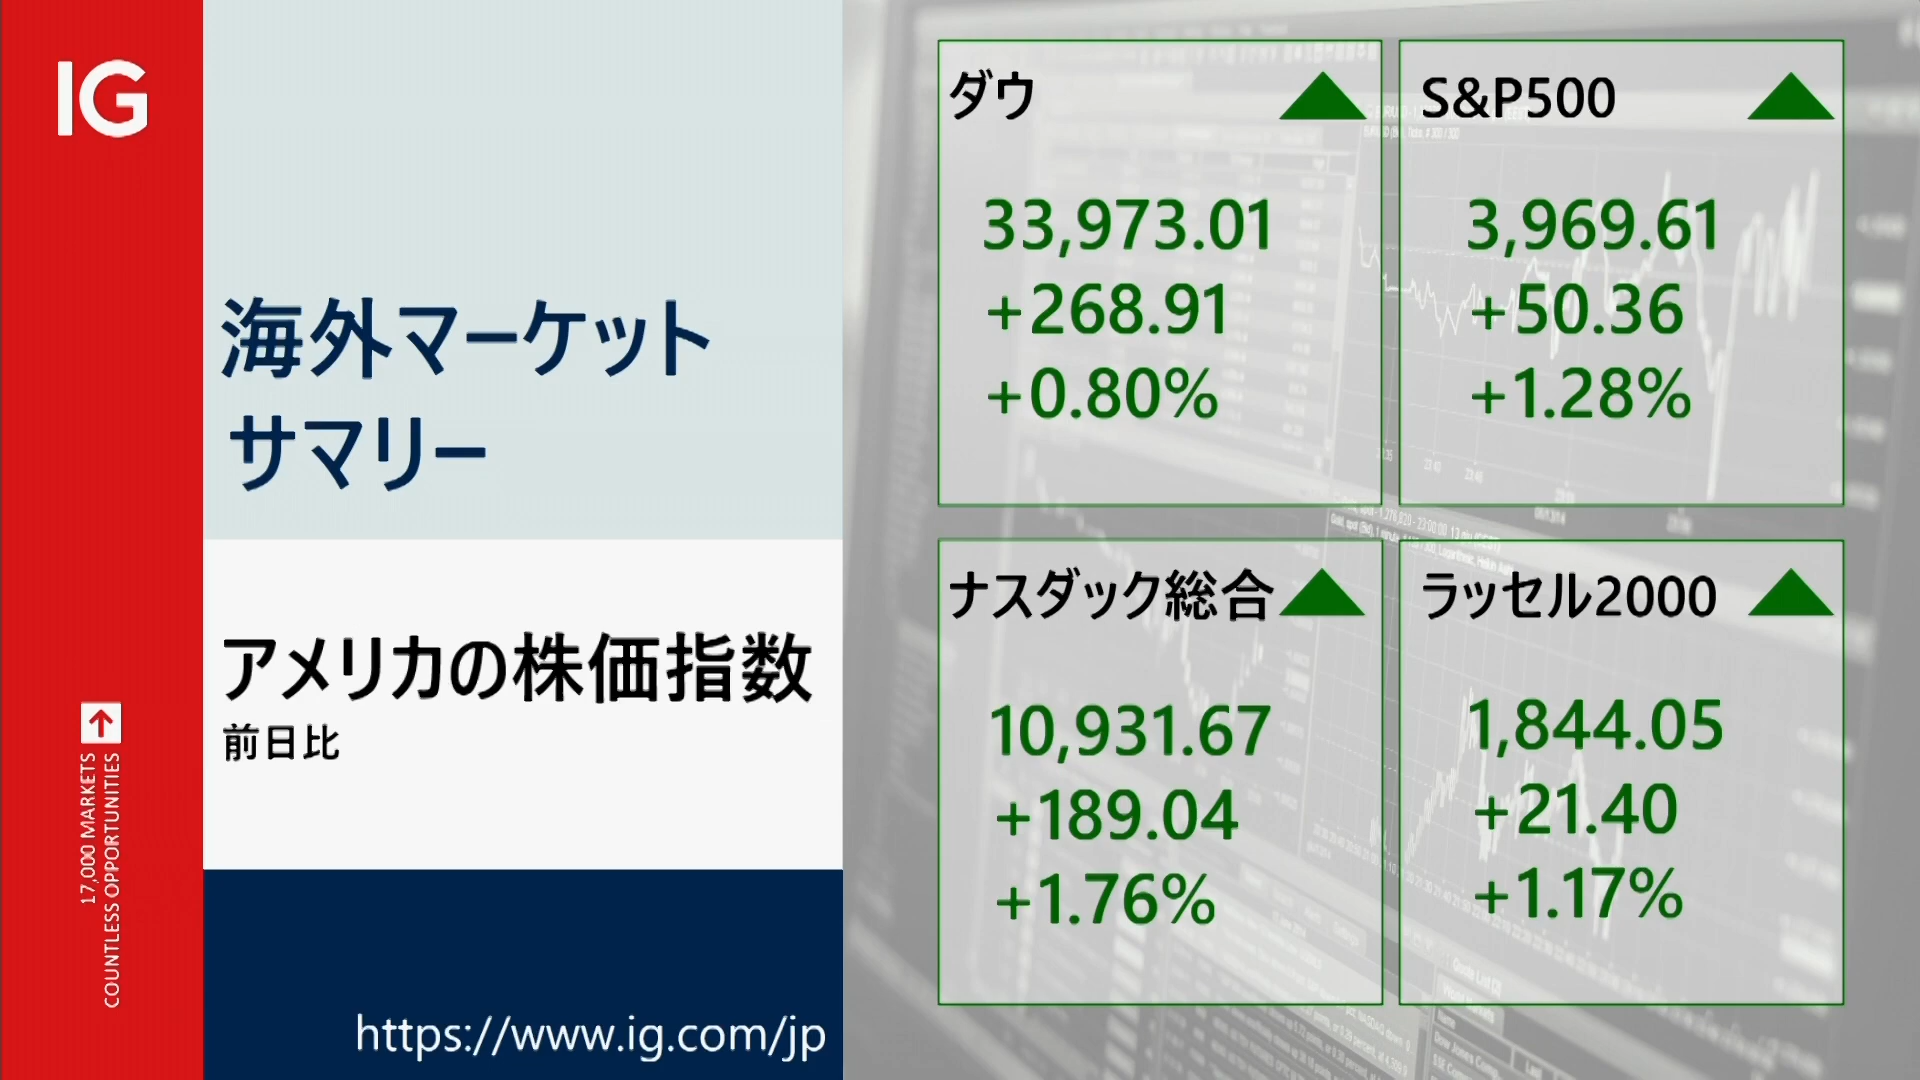 IG
17,000 MARKETS
COUNTLESS OPPORTUNITIES
海外マーケット
サマリー
アメリカの株価指数
前日比
https://www.ig.com/jp
ダウ
33,973.01
+268.91
+0.80%
S&P500
3,969.61
+50.36
+1.28%
ナスダック総合
10,931.67
+189.04
+1.76%
ラッセル2000
1,844.05
+21.40
+1.17%